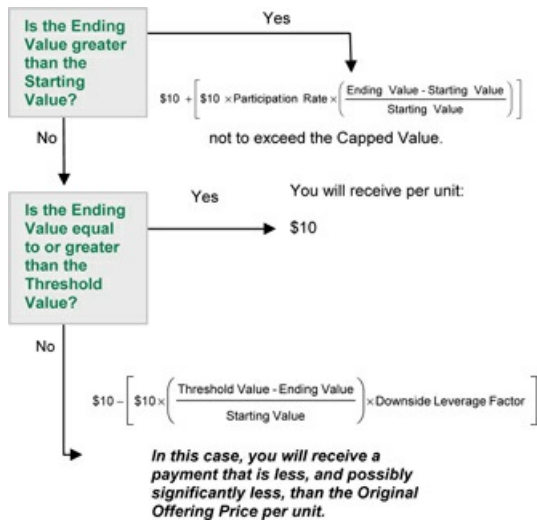 Is the Ending
Value greater
than the
Starting
Value?
Yes
$10 + [ $10 × Participation Rate × ( Ending Value - Starting Value / Starting Value ) ]
not to exceed the Capped Value.
No
Is the Ending
Value equal
to or greater
than the
Threshold
Value?
Yes
You will receive per unit:
$10
No
$10 − [ $10 × ( Threshold Value - Ending Value / Starting Value ) × Downside Leverage Factor ]
In this case, you will receive a
payment that is less, and possibly
significantly less, than the Original
Offering Price per unit.